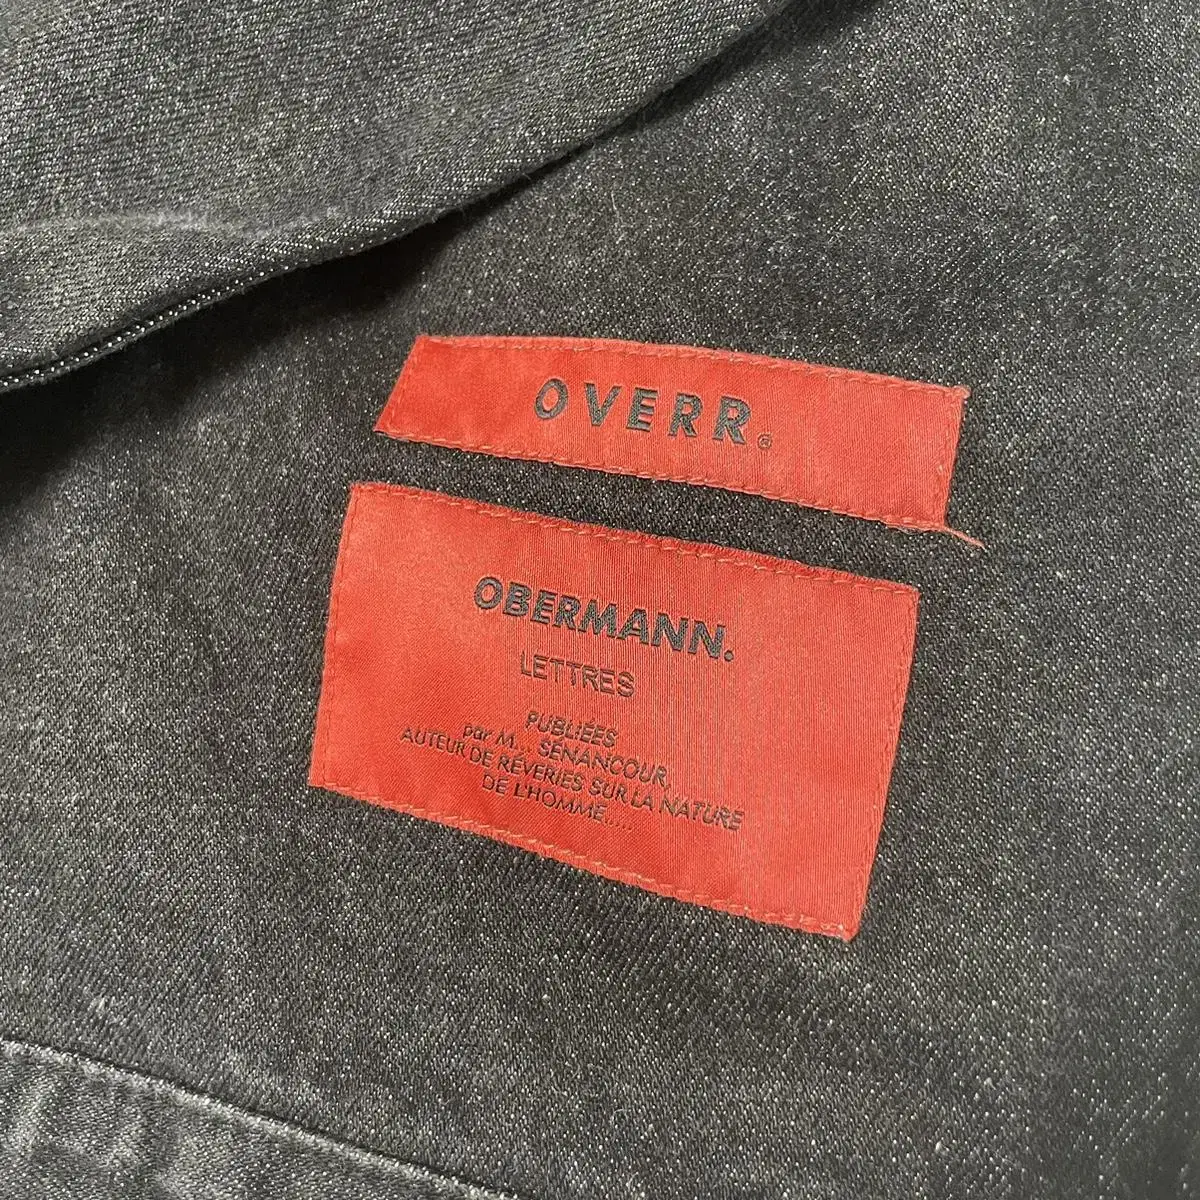 OVERR.®
OBERMANN.
LETTRES
PUBLIÉES
par M... SENANCOUR,
AUTEUR DE RÊVERIES SUR LA NATURE
DE L'HOMME.....